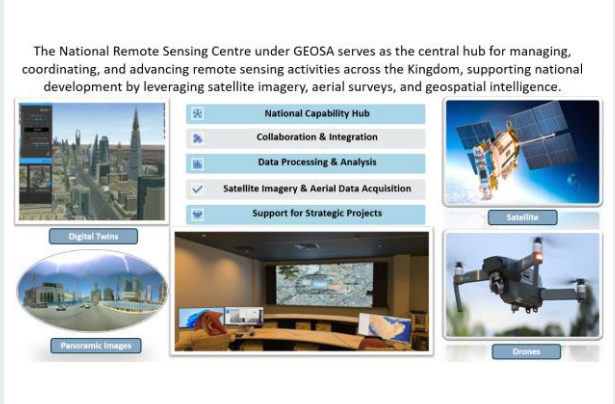 The National Remote Sensing Centre under GEOSA serves as the central hub for managing,
coordinating, and advancing remote sensing activities across the Kingdom, supporting national
development by leveraging satellite imagery, aerial surveys, and geospatial intelligence.
National Capability Hub
Collaboration & Integration
Data Processing & Analysis
Satellite Imagery & Aerial Data Acquisition
Support for Strategic Projects
Digital Twins
Satellite
Panoramic Images
Drones